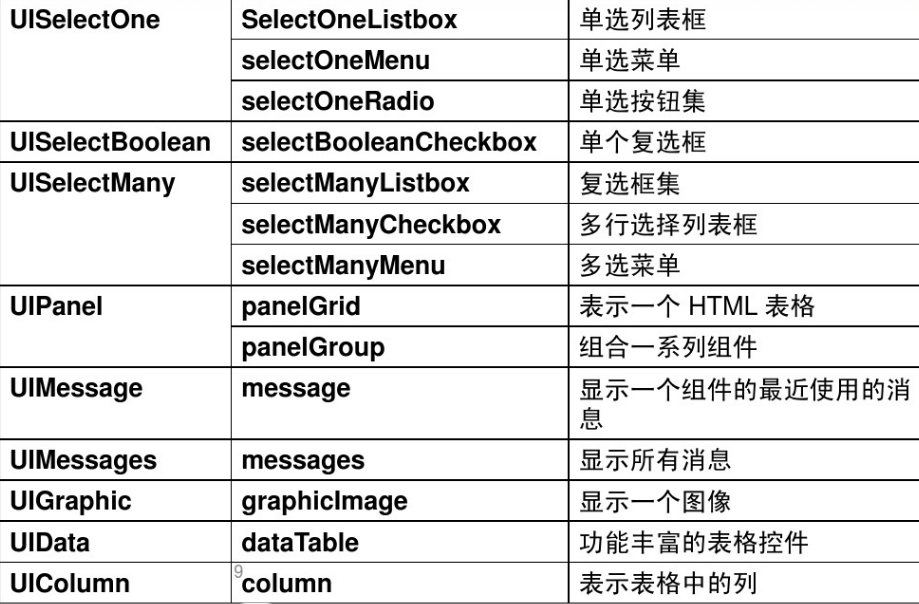 UISelectOne SelectOneListbox 单选列表框
selectOneMenu 单选菜单
selectOneRadio 单选按钮集
UISelectBoolean selectBooleanCheckbox 单个复选框
UISelectMany selectManyListbox 复选框集
selectManyCheckbox 多行选择列表框
selectManyMenu 多选菜单
UIPanel panelGrid 表示一个 HTML 表格
panelGroup 组合一系列组件
UIMessage message 显示一个组件的最近使用的消
息
UIMessages messages 显示所有消息
UIGraphic graphicImage 显示一个图像
UIData dataTable 功能丰富的表格控件
UIColumn 9 column 表示表格中的列